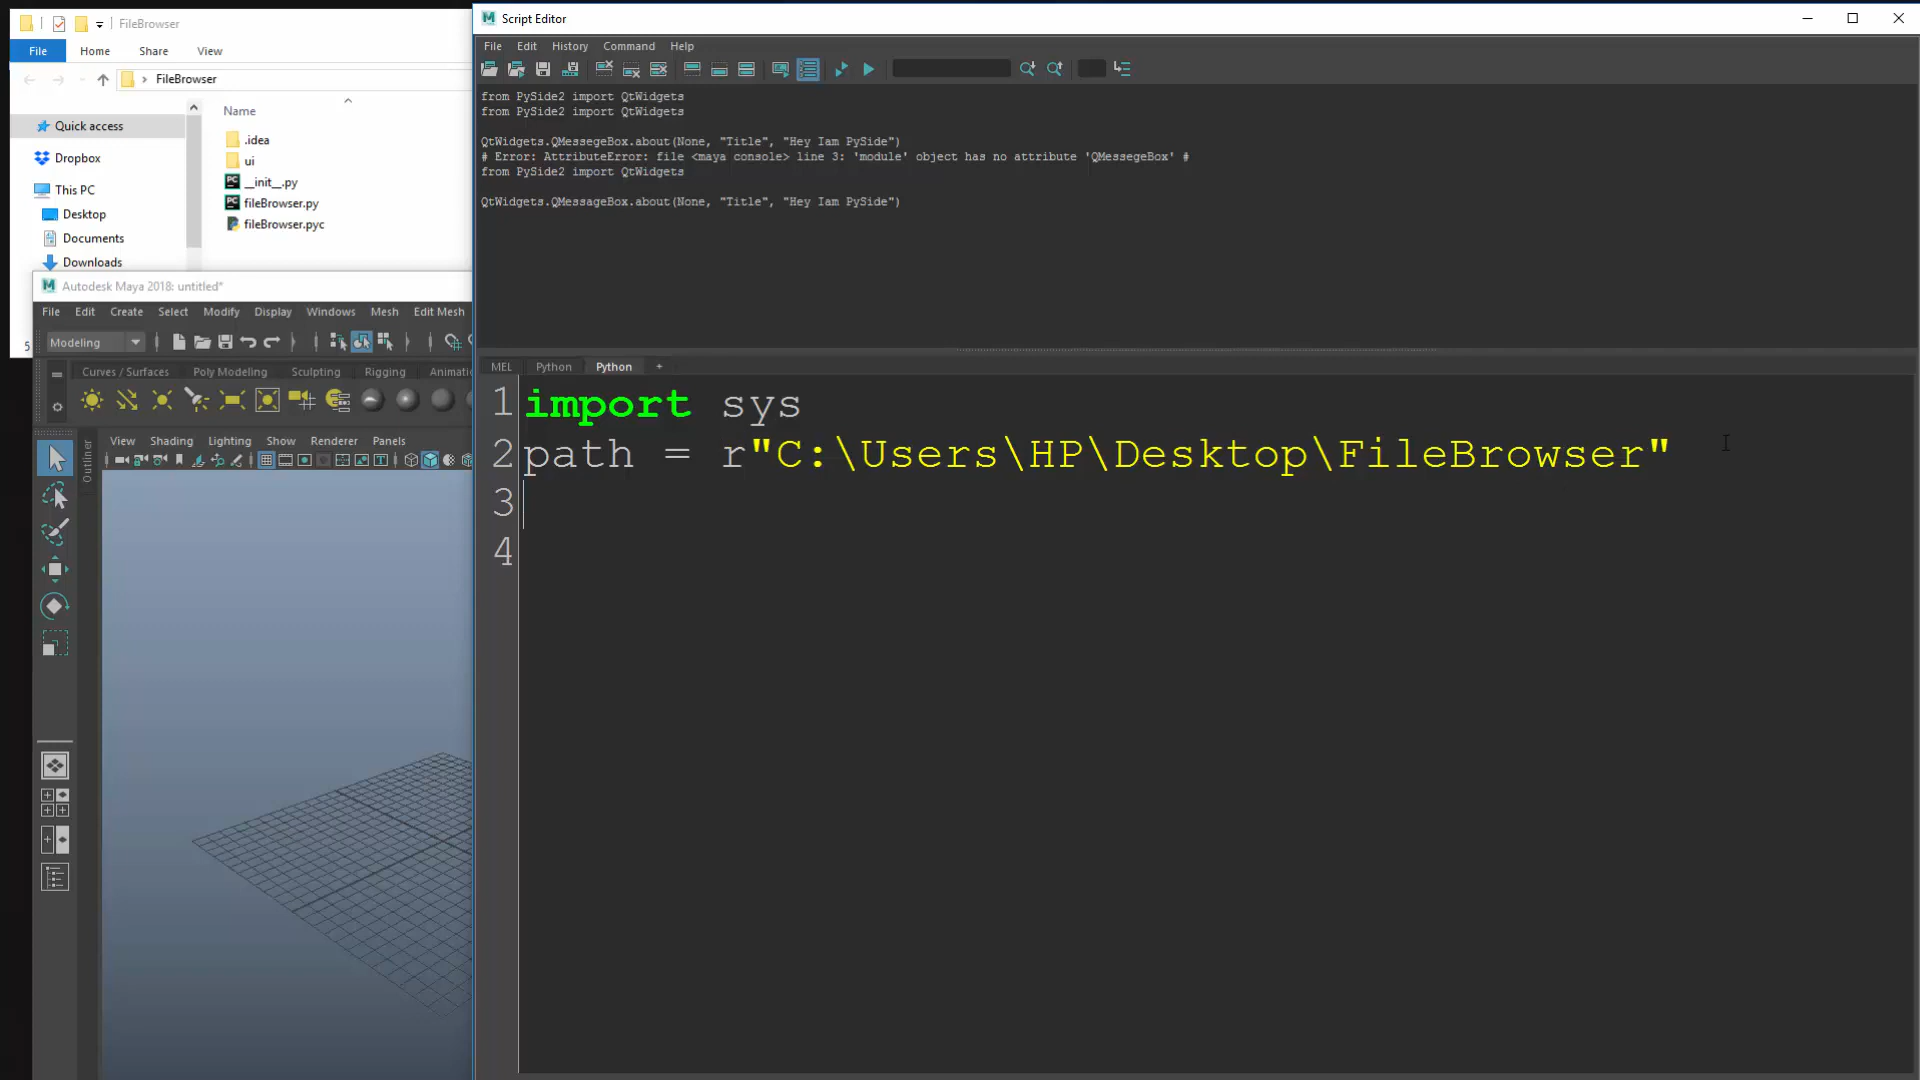 FileBrowser
File Home Share View
FileBrowser
Name
Quick access
Dropbox
This PC
Desktop
Documents
Downloads
.idea
ui
__init__.py
fileBrowser.py
fileBrowser.pyc
5
Autodesk Maya 2018: untitled*
File Edit Create Select Modify Display Windows Mesh Edit Mesh
Modeling
Curves / Surfaces Poly Modeling Sculpting Rigging Animati
View Shading Lighting Show Renderer Panels
Outliner
Script Editor
File Edit History Command Help
from PySide2 import QtWidgets
from PySide2 import QtWidgets
QtWidgets.QMessegeBox.about(None, "Title", "Hey Iam PySide")
# Error: AttributeError: file <maya console> line 3: 'module' object has no attribute 'QMessegeBox' #
from PySide2 import QtWidgets
QtWidgets.QMessageBox.about(None, "Title", "Hey Iam PySide")
MEL Python Python +
1 import sys
2 path = r"C:\Users\HP\Desktop\FileBrowser"
3
4